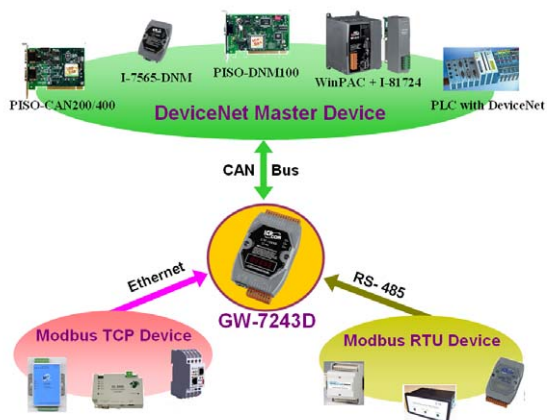 I-7565-DNM
PISO-DNM100
WinPAC + I-81724
PISO-CAN200/400
PLC with DeviceNet
DeviceNet Master Device
CAN Bus
Ethernet
RS-485
GW-7243D
Modbus TCP Device
Modbus RTU Device